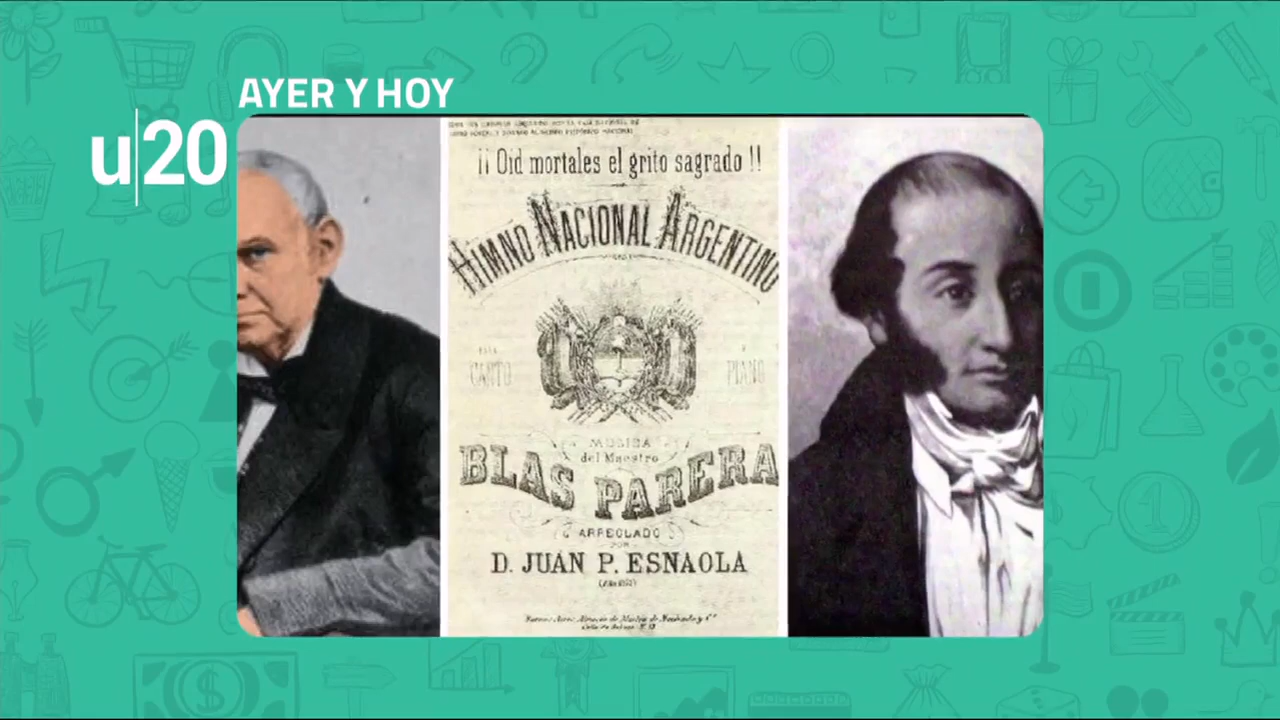 AYER Y HOY
u|20
¡¡ Oid mortales el grito sagrado !!
HIMNO NACIONAL ARGENTINO
CANTO
PIANO
MUSICA
del Maestro
BLAS PARERA
ARREGLADO
POR
D. JUAN P. ESNAOLA